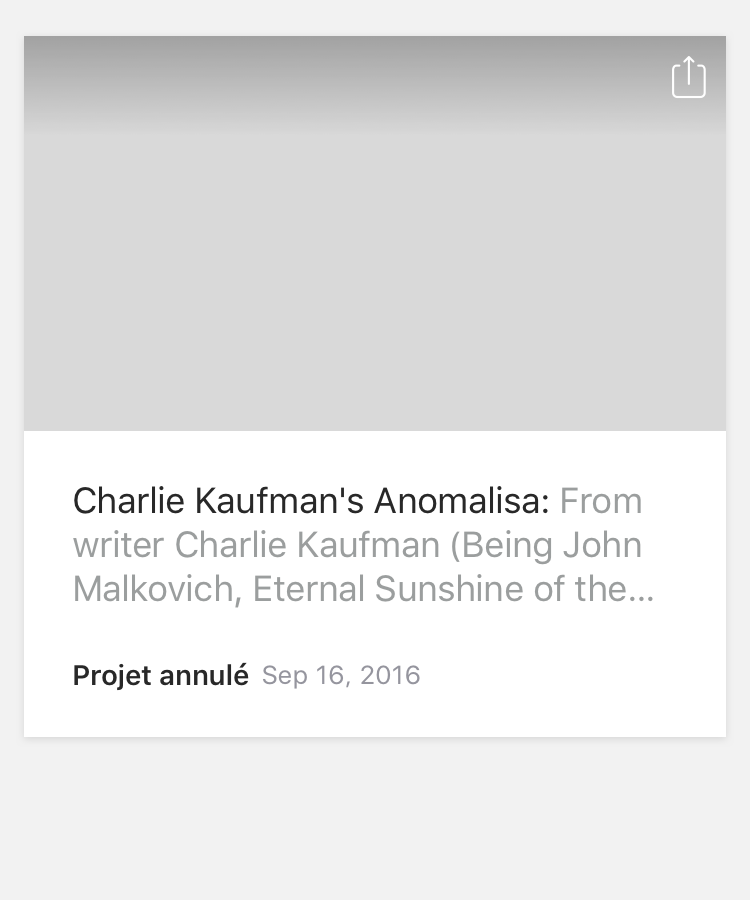 Charlie Kaufman's Anomalisa: From
writer Charlie Kaufman (Being John
Malkovich, Eternal Sunshine of the...
Projet annulé Sep 16, 2016